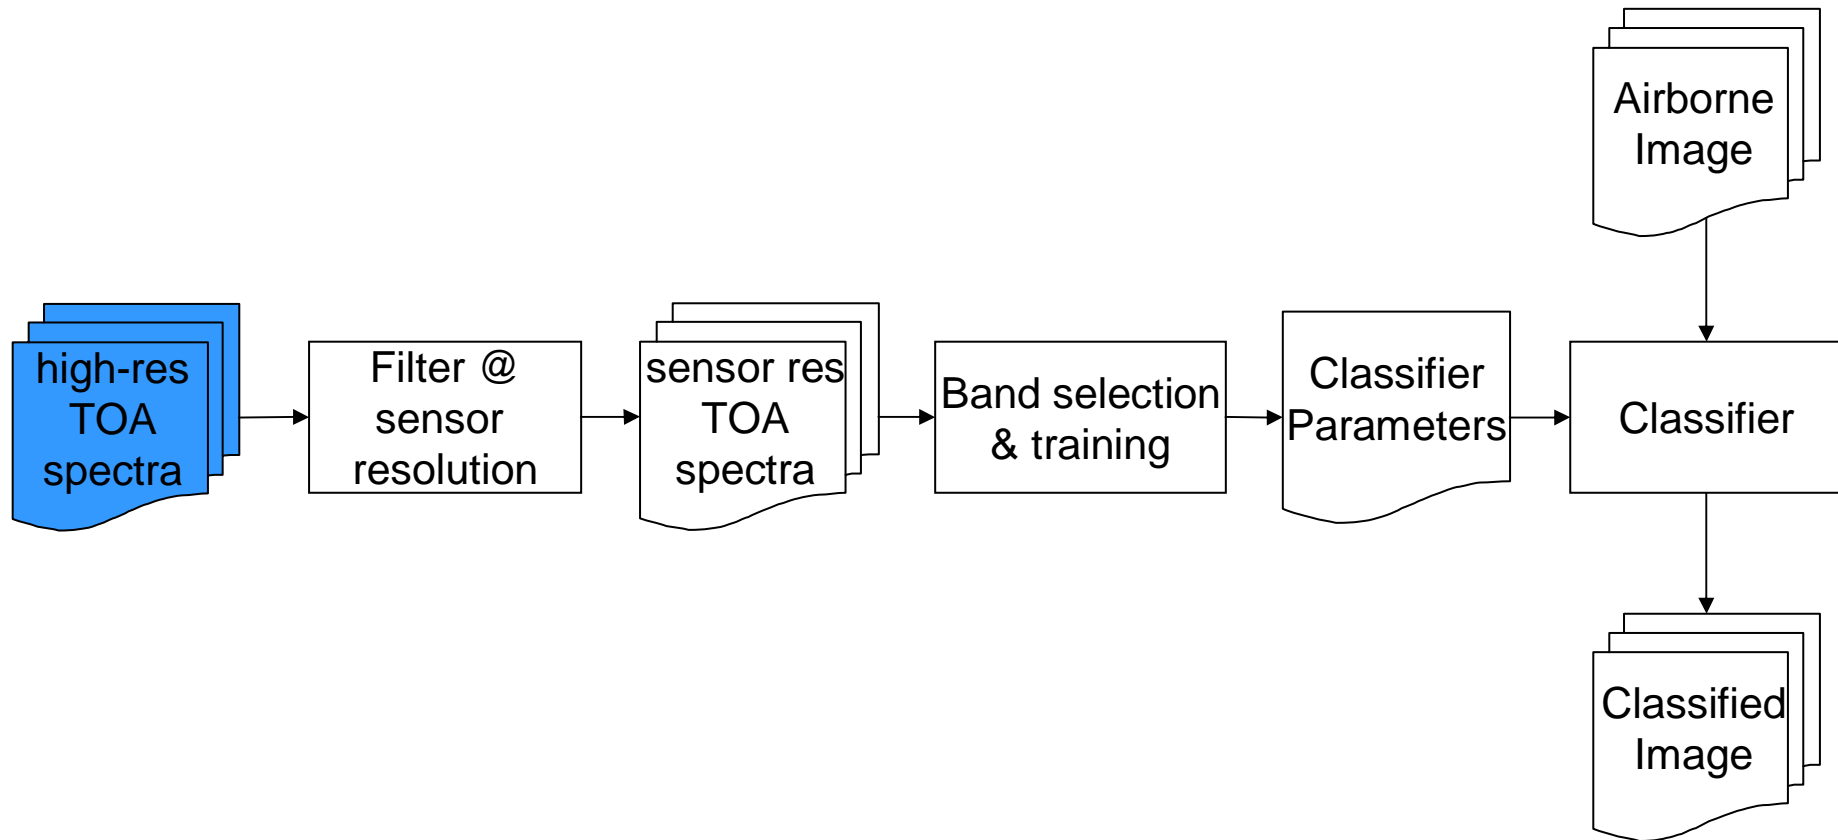 Airborne
Image
high-res
TOA
spectra
Filter @
sensor
resolution
sensor res
TOA
spectra
Band selection
& training
Classifier
Parameters
Classifier
Classified
Image